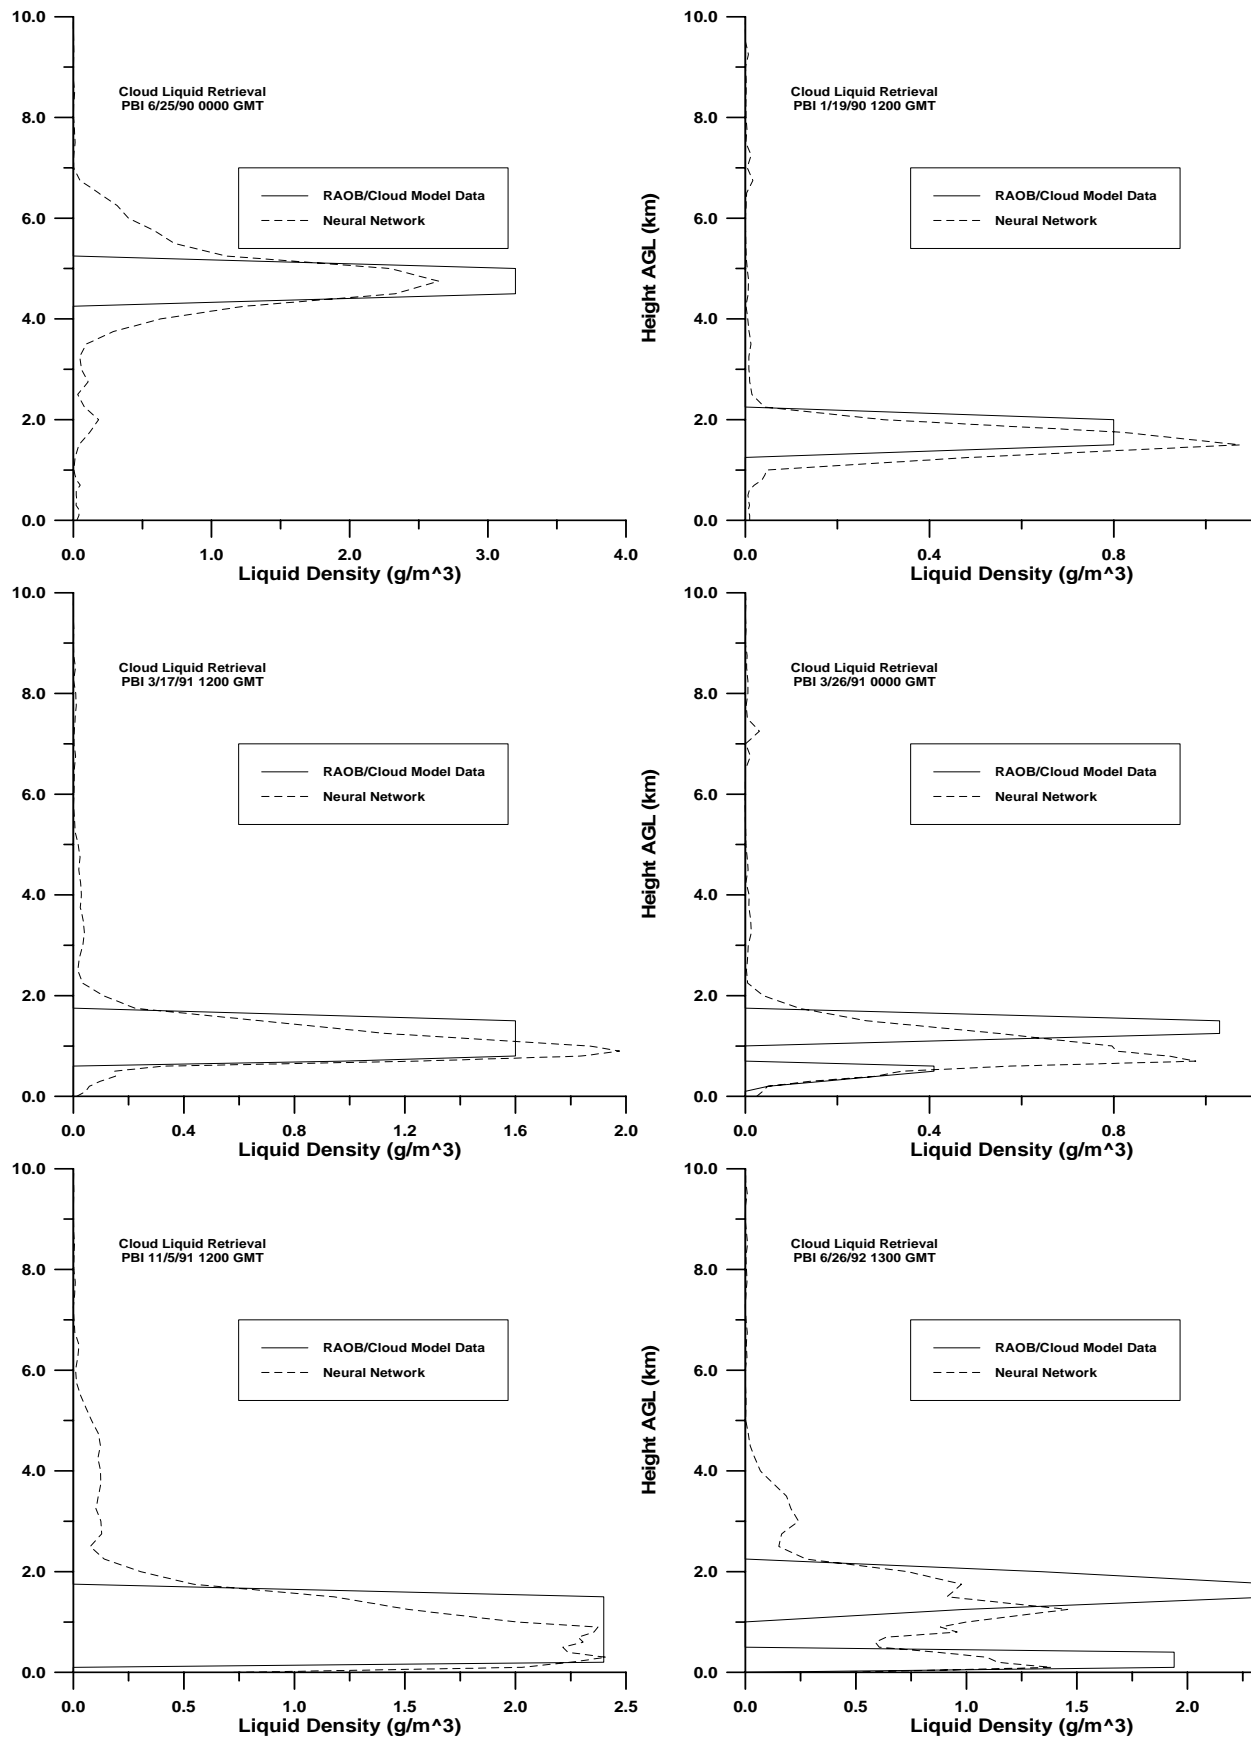 10.0
Cloud Liquid Retrieval
PBI 6/25/90 0000 GMT
8.0
RAOB/Cloud Model Data
Neural Network
6.0
4.0
2.0
0.0
0.0 1.0 2.0 3.0 4.0
Liquid Density (g/m^3)
10.0
Cloud Liquid Retrieval
PBI 1/19/90 1200 GMT
8.0
RAOB/Cloud Model Data
Neural Network
6.0
Height AGL (km)
4.0
2.0
0.0
0.0 0.4 0.8
Liquid Density (g/m^3)
10.0
Cloud Liquid Retrieval
PBI 3/17/91 1200 GMT
8.0
RAOB/Cloud Model Data
Neural Network
6.0
4.0
2.0
0.0
0.0 0.4 0.8 1.2 1.6 2.0
Liquid Density (g/m^3)
10.0
Cloud Liquid Retrieval
PBI 3/26/91 0000 GMT
8.0
RAOB/Cloud Model Data
Neural Network
6.0
Height AGL (km)
4.0
2.0
0.0
0.0 0.4 0.8
Liquid Density (g/m^3)
10.0
Cloud Liquid Retrieval
PBI 11/5/91 1200 GMT
8.0
RAOB/Cloud Model Data
Neural Network
6.0
4.0
2.0
0.0
0.0 0.5 1.0 1.5 2.0 2.5
Liquid Density (g/m^3)
10.0
Cloud Liquid Retrieval
PBI 6/26/92 1300 GMT
8.0
RAOB/Cloud Model Data
Neural Network
6.0
Height AGL (km)
4.0
2.0
0.0
0.0 0.5 1.0 1.5 2.0
Liquid Density (g/m^3)